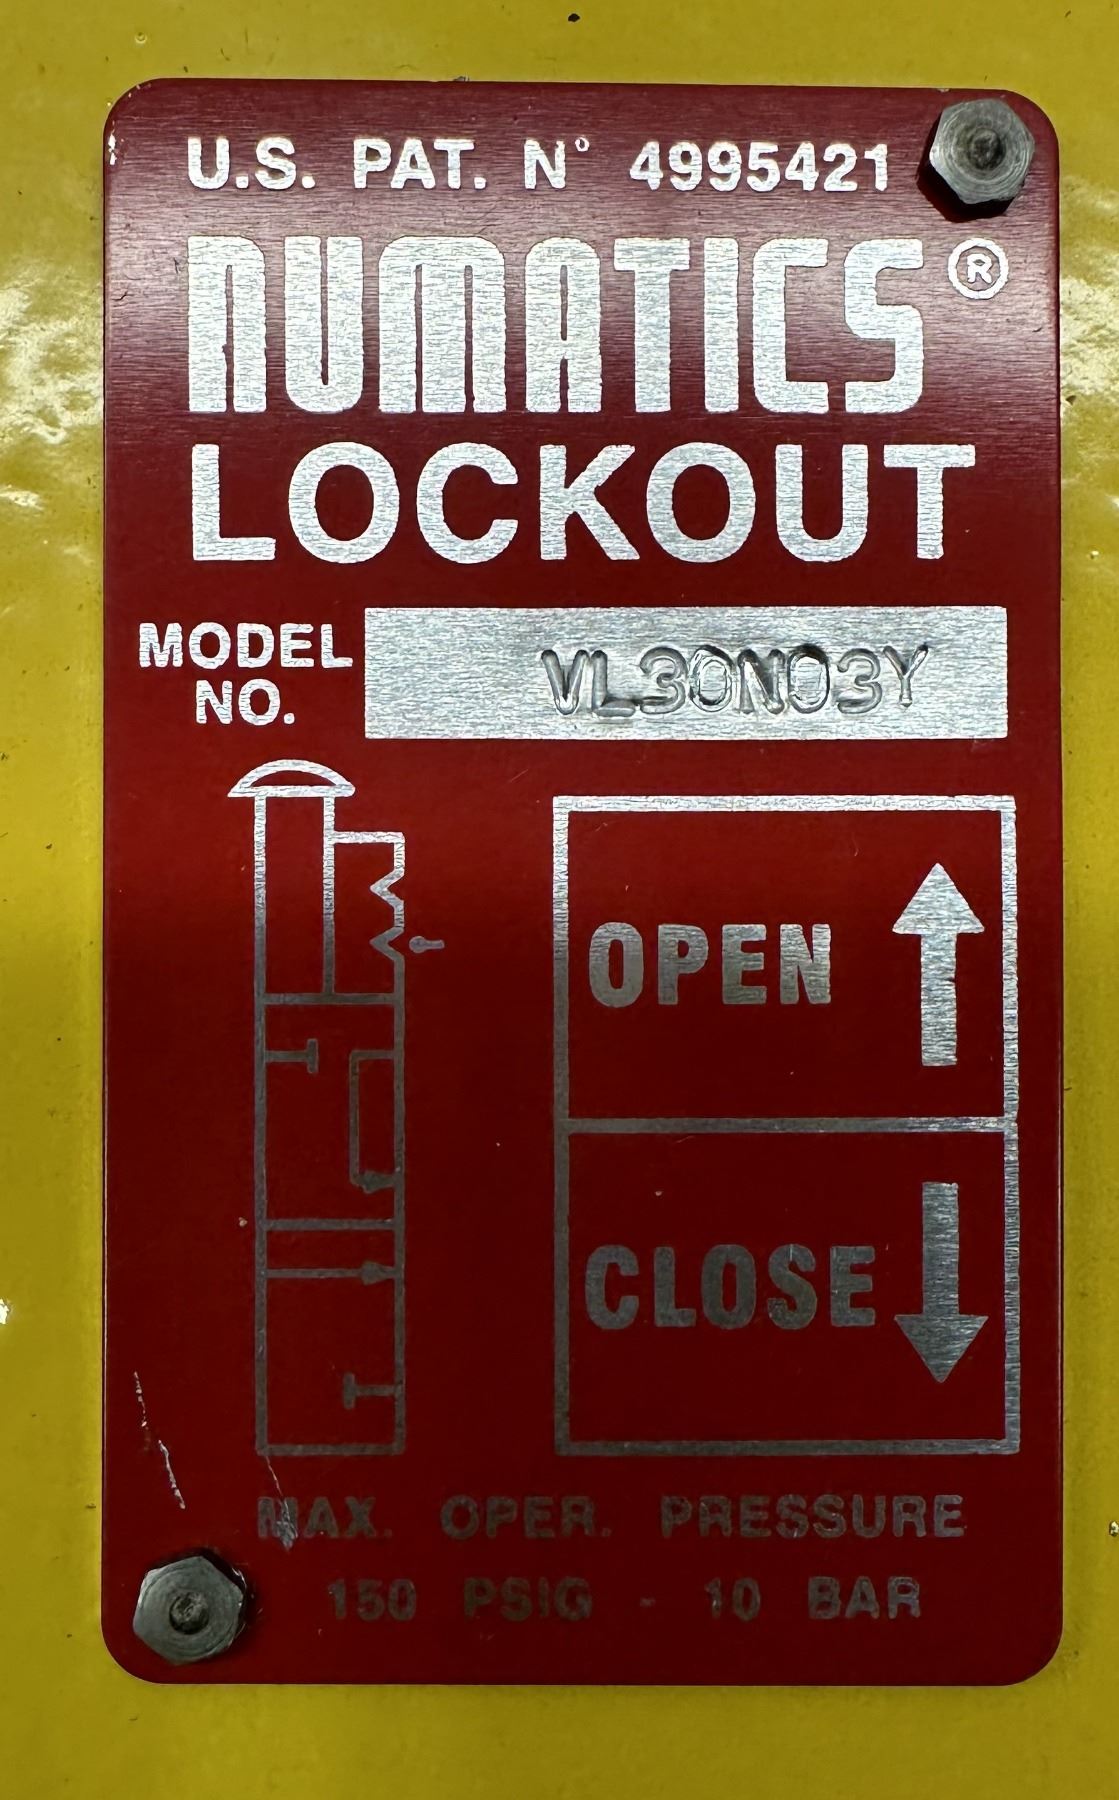 U.S. PAT. N° 4995421
NUMATICS®
LOCKOUT
MODEL NO. VL30N03Y
OPEN
CLOSE
MAX. OPER. PRESSURE
150 PSIG - 10 BAR